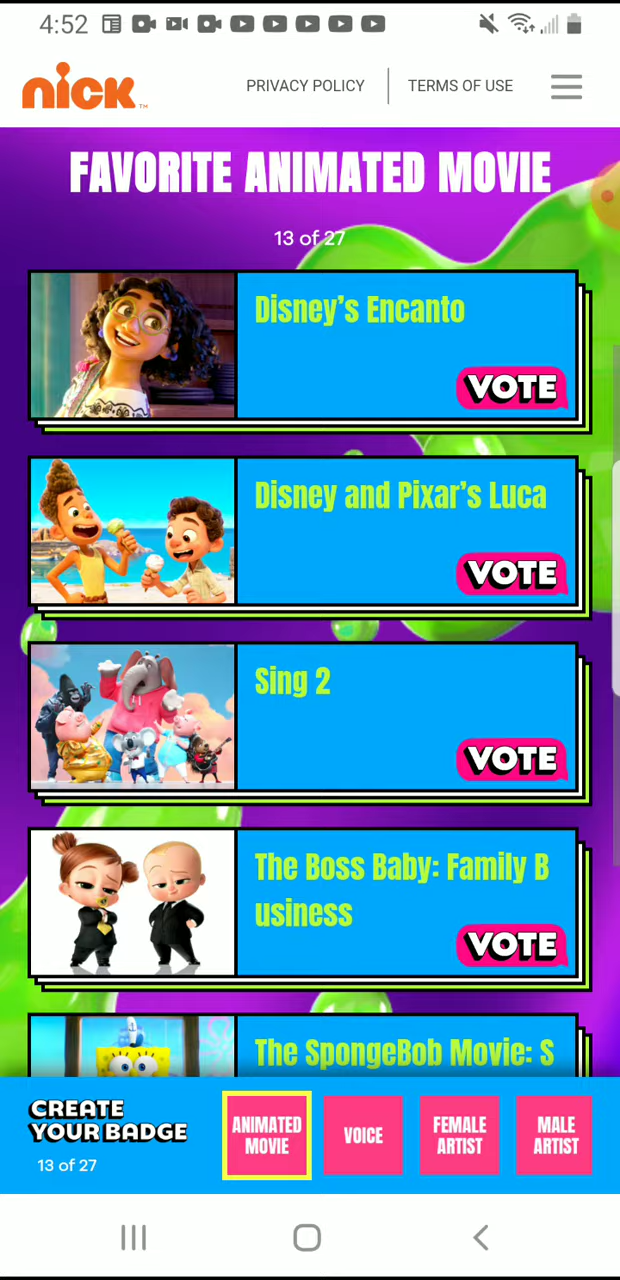 4:52
nick™
PRIVACY POLICY
TERMS OF USE
FAVORITE ANIMATED MOVIE
13 of 27
Disney's Encanto
VOTE
Disney and Pixar's Luca
VOTE
Sing 2
VOTE
The Boss Baby: Family B
usiness
VOTE
The SpongeBob Movie: S
CREATE
YOUR BADGE
13 of 27
ANIMATED
MOVIE
VOICE
FEMALE
ARTIST
MALE
ARTIST